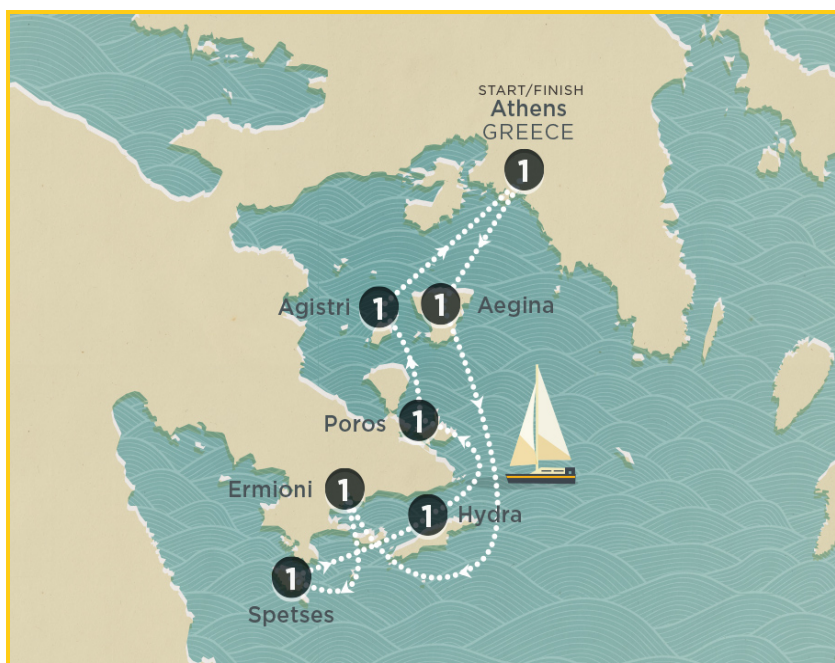 START/FINISH
Athens
GREECE
1
Agistri
1
1
Aegina
Poros
1
Ermioni
1
1
Hydra
1
Spetses